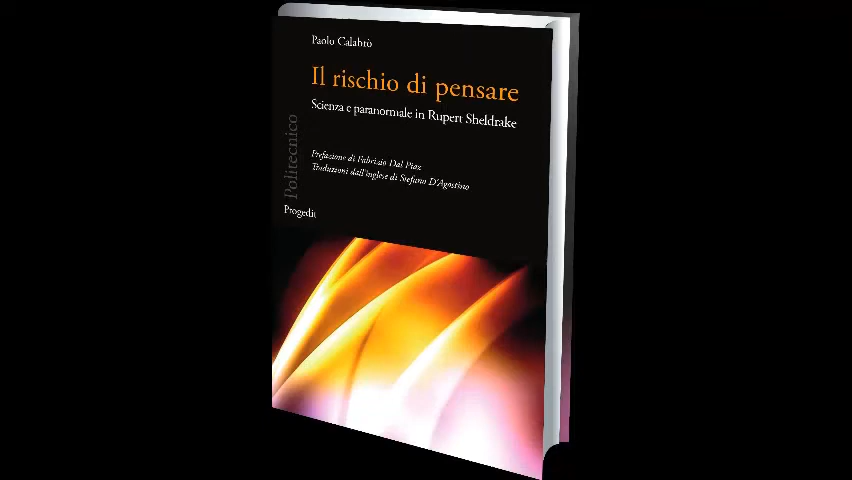 Paolo Calabrò
Il rischio di pensare
Scienza e paranormale in Rupert Sheldrake
Prefazione di Fabrizio Dal Piaz
Traduzioni dall'inglese di Stefano D'Agostino
Politecnico
Progedit